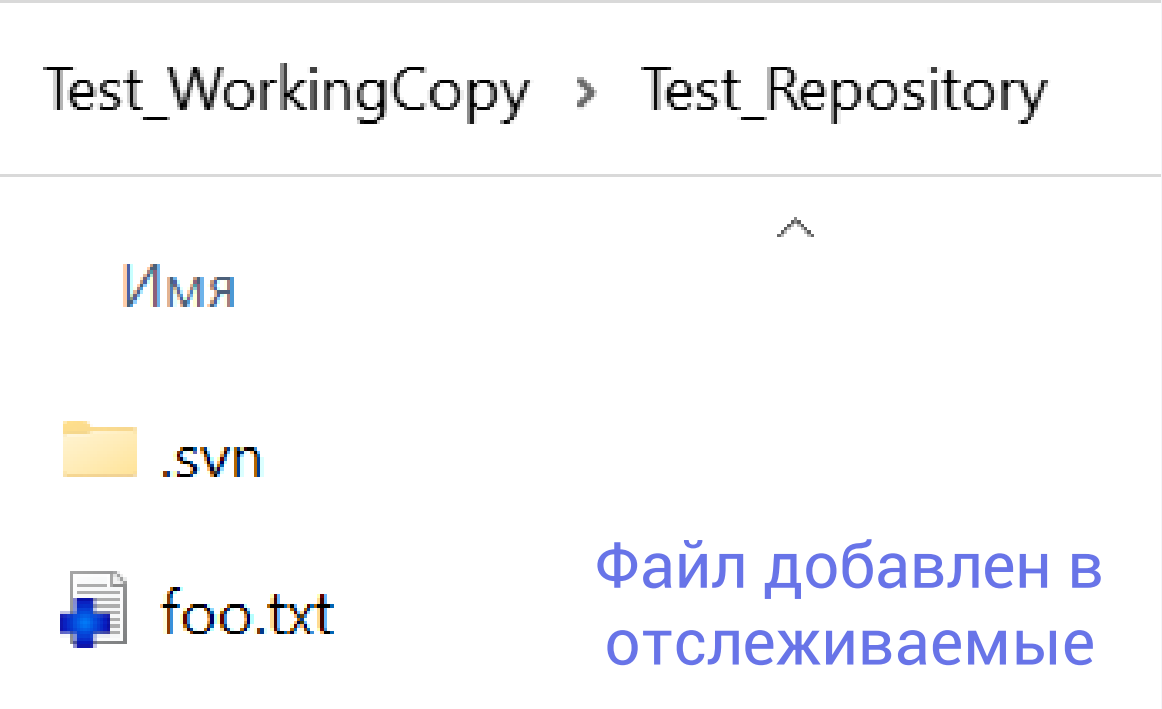 Test_WorkingCopy > Test_Repository
Имя
.svn
foo.txt
Файл добавлен в
отслеживаемые